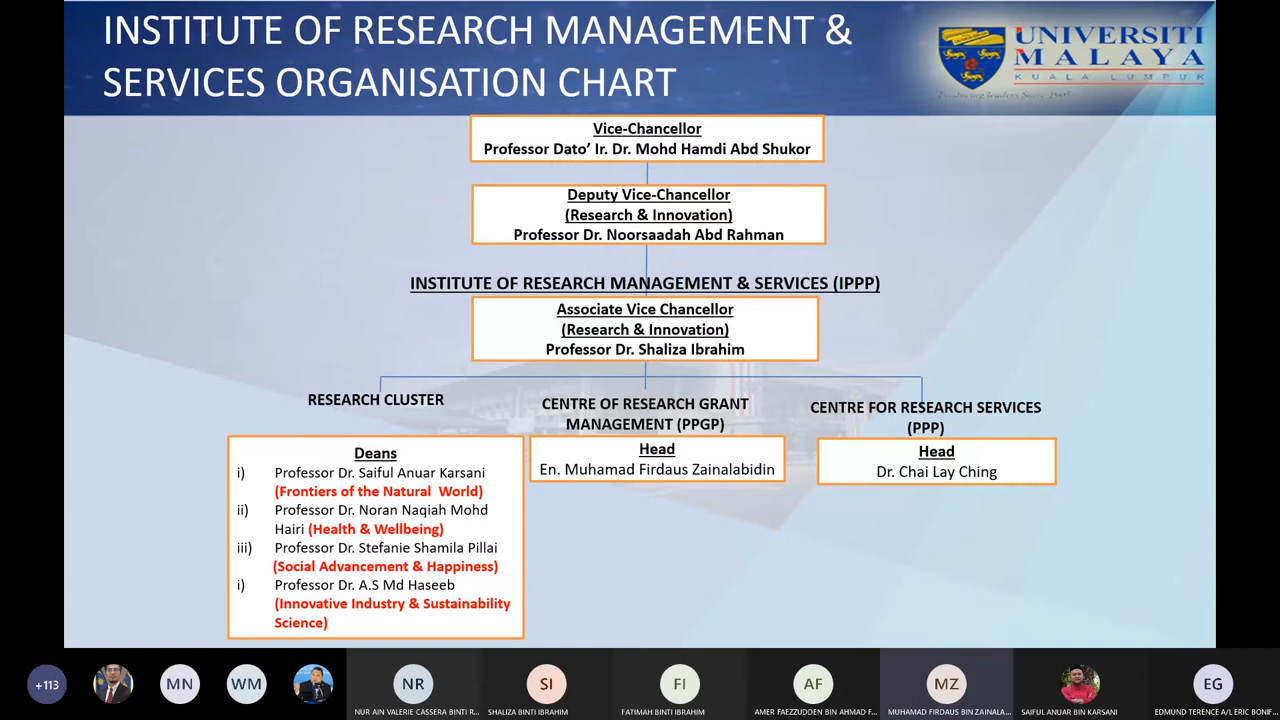 INSTITUTE OF RESEARCH MANAGEMENT &
SERVICES ORGANISATION CHART
UNIVERSITI
MALAYA
KUALA LUMPUR
Producing leaders Since 1905
Vice-Chancellor
Professor Dato’ Ir. Dr. Mohd Hamdi Abd Shukor
Deputy Vice-Chancellor
(Research & Innovation)
Professor Dr. Noorsaadah Abd Rahman
INSTITUTE OF RESEARCH MANAGEMENT & SERVICES (IPPP)
Associate Vice Chancellor
(Research & Innovation)
Professor Dr. Shaliza Ibrahim
RESEARCH CLUSTER
Deans
i) Professor Dr. Saiful Anuar Karsani
(Frontiers of the Natural World)
ii) Professor Dr. Noran Naqiah Mohd
Hairi (Health & Wellbeing)
iii) Professor Dr. Stefanie Shamila Pillai
(Social Advancement & Happiness)
i) Professor Dr. A.S Md Haseeb
(Innovative Industry & Sustainability
Science)
CENTRE OF RESEARCH GRANT
MANAGEMENT (PPGP)
Head
En. Muhamad Firdaus Zainalabidin
CENTRE FOR RESEARCH SERVICES
(PPP)
Head
Dr. Chai Lay Ching
+113
MN
WM
NR
SI
FI
AF
MZ
EG
NUR AIN VALERIE CASSERA BINTI R...
SHALIZA BINTI IBRAHIM
FATIMAH BINTI IBRAHIM
AMER FAEZZUDDEN BIN AHMAD F...
MUHAMAD FIRDAUS BIN ZAINALA...
SAIFUL ANUAR BIN KARSANI
EDMUND TERENCE A/L ERIC BONIF...